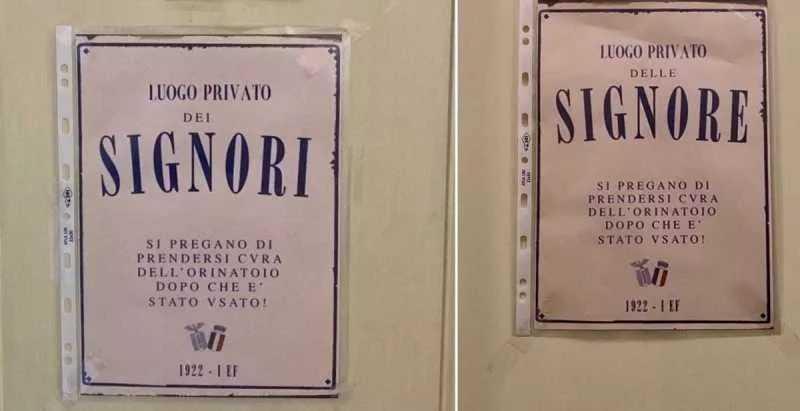 LUOGO PRIVATO
DEI
SIGNORI
SI PREGANO DI
PRENDERSI CVRA
DELL'ORINATOIO
DOPO CHE E'
STATO VSATO!
1922 - I EF
LUOGO PRIVATO
DELLE
SIGNORE
SI PREGANO DI
PRENDERSI CVRA
DELL'ORINATOIO
DOPO CHE E'
STATO VSATO!
1922 - I EF